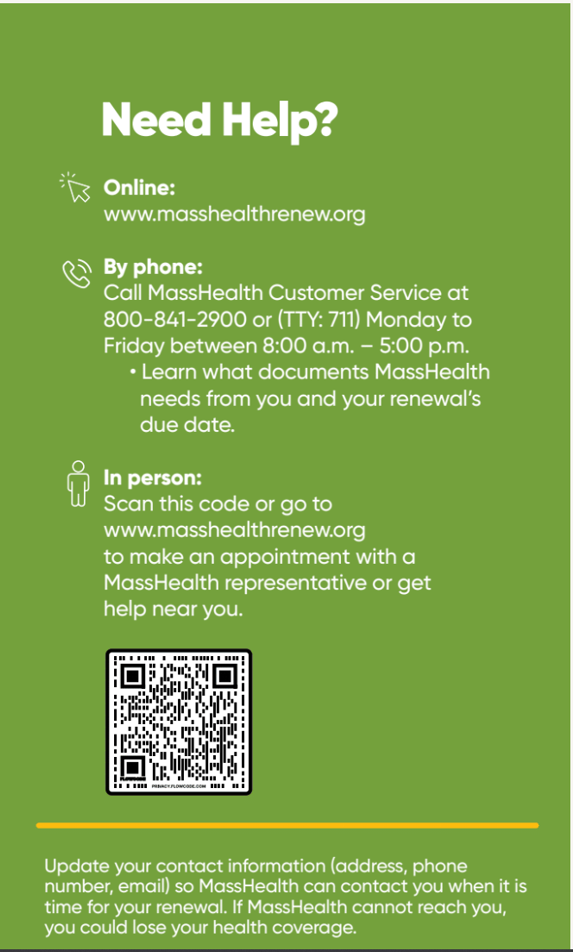 Need Help?
Online:
www.masshealthrenew.org
By phone:
Call MassHealth Customer Service at
800-841-2900 or (TTY: 711) Monday to
Friday between 8:00 a.m. – 5:00 p.m.
• Learn what documents MassHealth
needs from you and your renewal's
due date.
In person:
Scan this code or go to
www.masshealthrenew.org
to make an appointment with a
MassHealth representative or get
help near you.
PRIVACY.FLOWCODE.COM
Update your contact information (address, phone
number, email) so MassHealth can contact you when it is
time for your renewal. If MassHealth cannot reach you,
you could lose your health coverage.